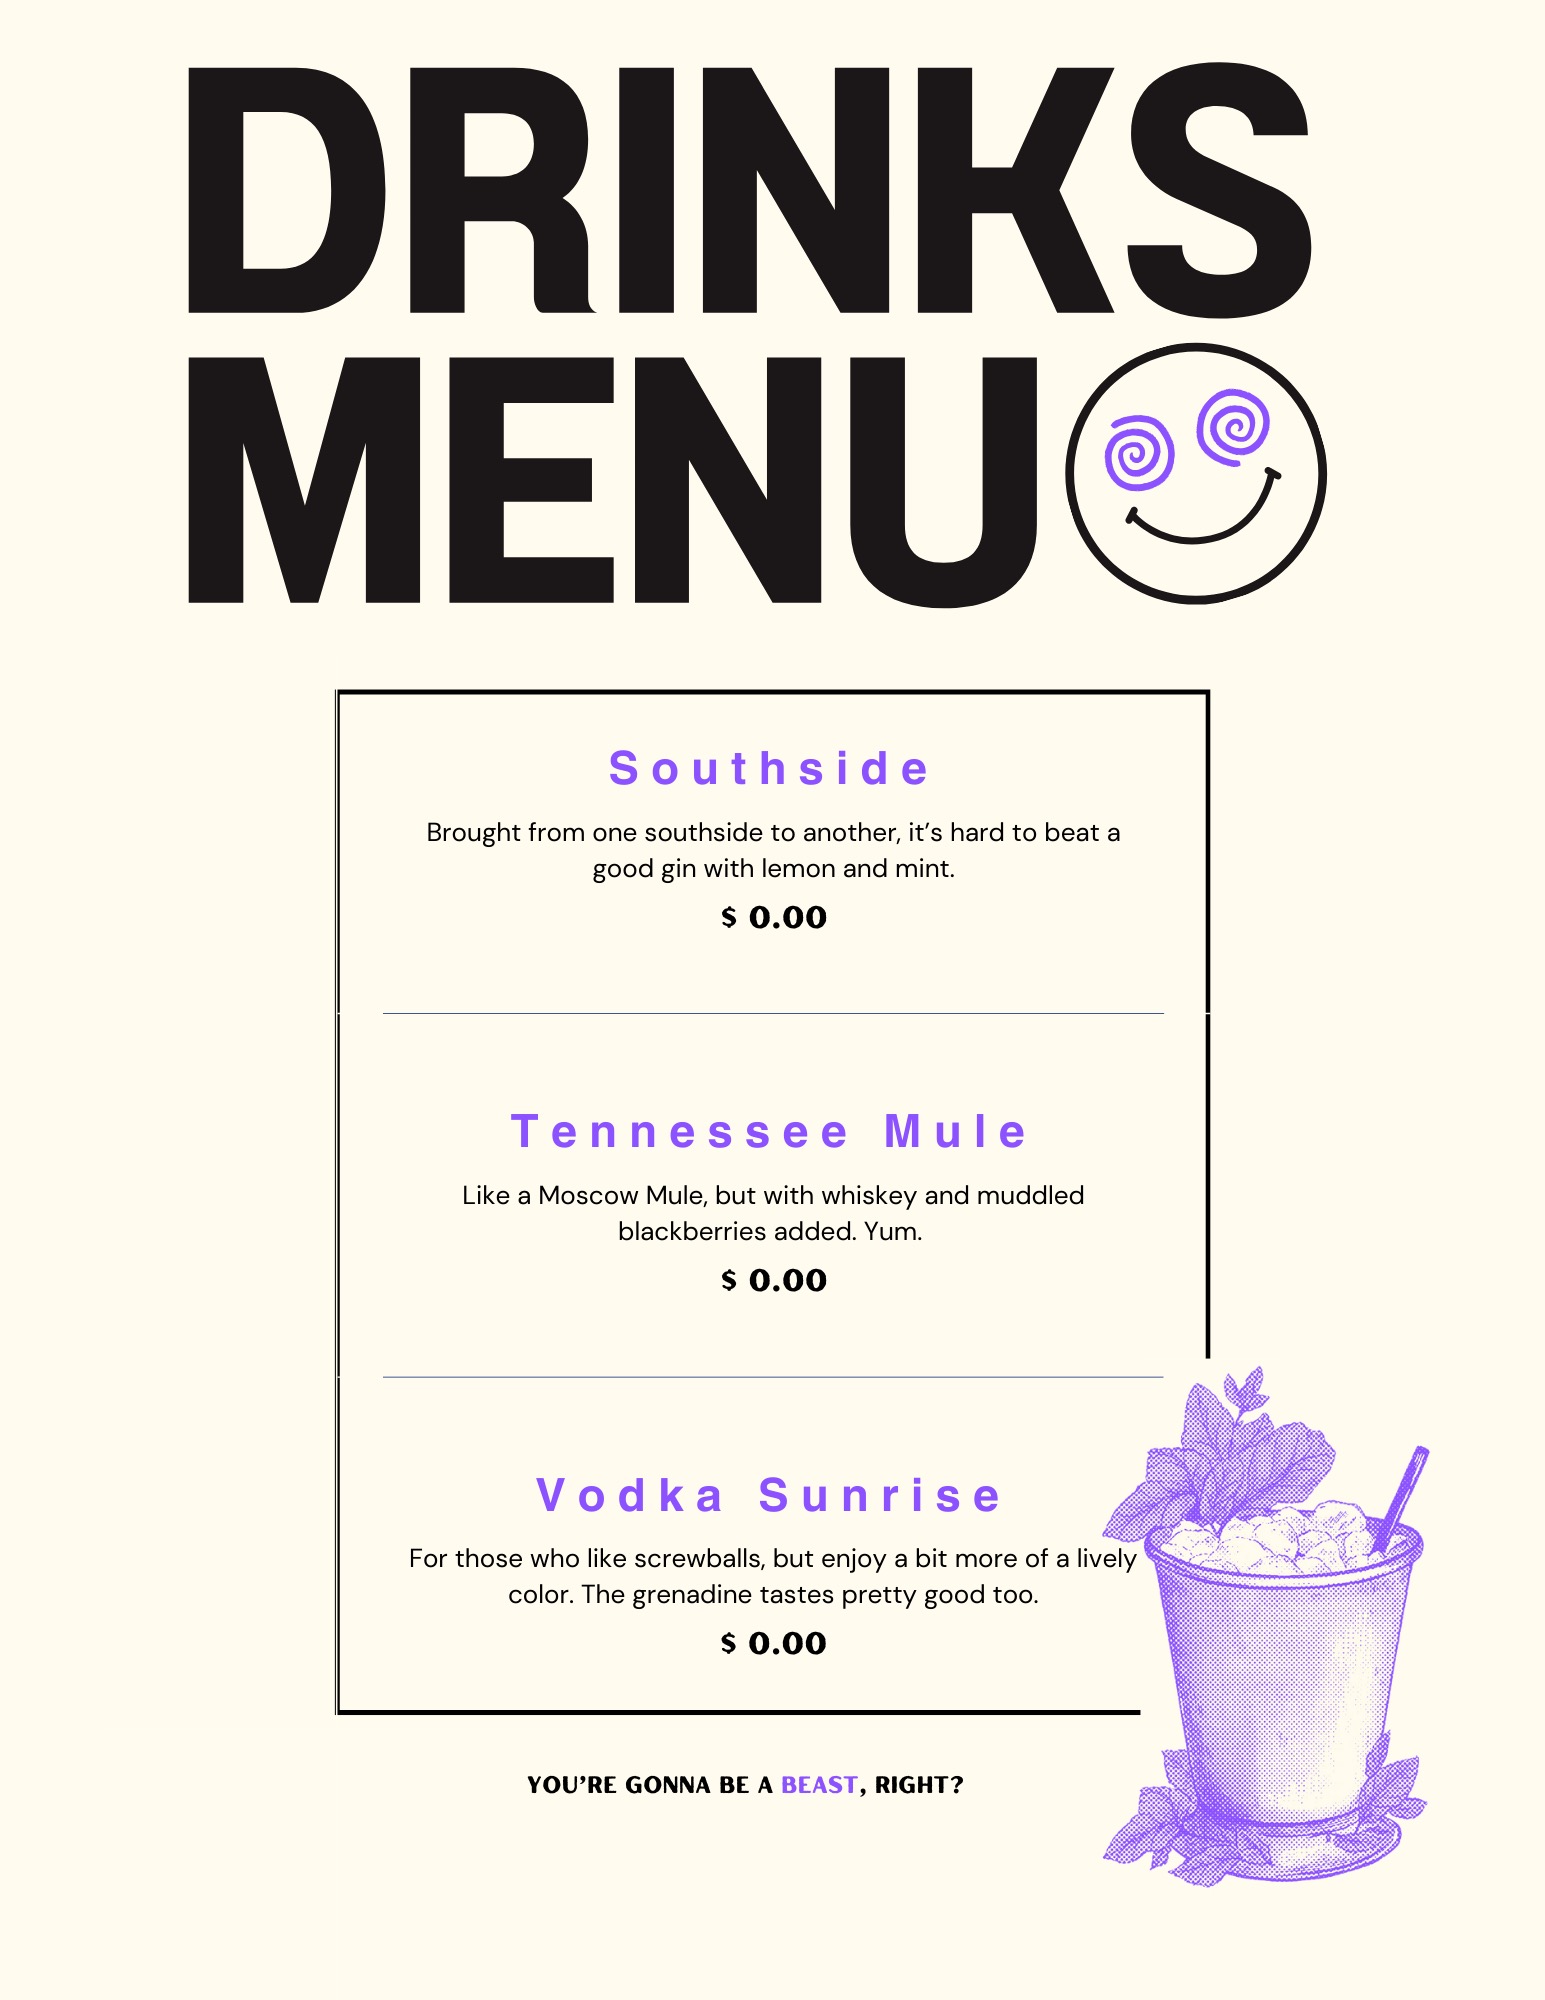 DRINKS
MENU
Southside
Brought from one southside to another, it’s hard to beat a
good gin with lemon and mint.
$ 0.00
Tennessee Mule
Like a Moscow Mule, but with whiskey and muddled
blackberries added. Yum.
$ 0.00
Vodka Sunrise
For those who like screwballs, but enjoy a bit more of a lively
color. The grenadine tastes pretty good too.
$ 0.00
YOU’RE GONNA BE A BEAST, RIGHT?